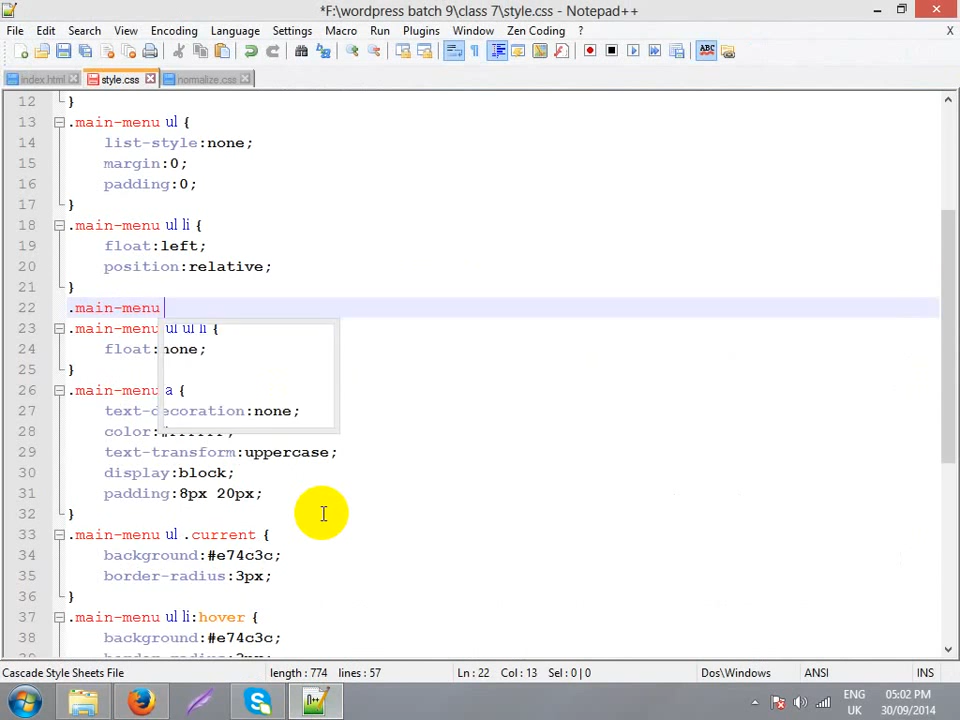 *F:\wordpress batch 9\class 7\style.css - Notepad++
File Edit Search View Encoding Language Settings Macro Run Plugins Window Zen Coding ? X
index.html style.css normalize.css
12 }
13 .main-menu ul {
14 list-style:none;
15 margin:0;
16 padding:0;
17 }
18 .main-menu ul li {
19 float:left;
20 position:relative;
21 }
22 .main-menu
23 .main-menu ul ul li {
24 float:none;
25 }
26 .main-menu a {
27 text-decoration:none;
28 color:#ffffff;
29 text-transform:uppercase;
30 display:block;
31 padding:8px 20px;
32 }
33 .main-menu ul .current {
34 background:#e74c3c;
35 border-radius:3px;
36 }
37 .main-menu ul li:hover {
38 background:#e74c3c;
39 border-radius:3px;
Cascade Style Sheets File length : 774 lines : 57 Ln : 22 Col : 13 Sel : 0 | 0 Dos\Windows ANSI INS
ENG 05:02 PM
UK 30/09/2014